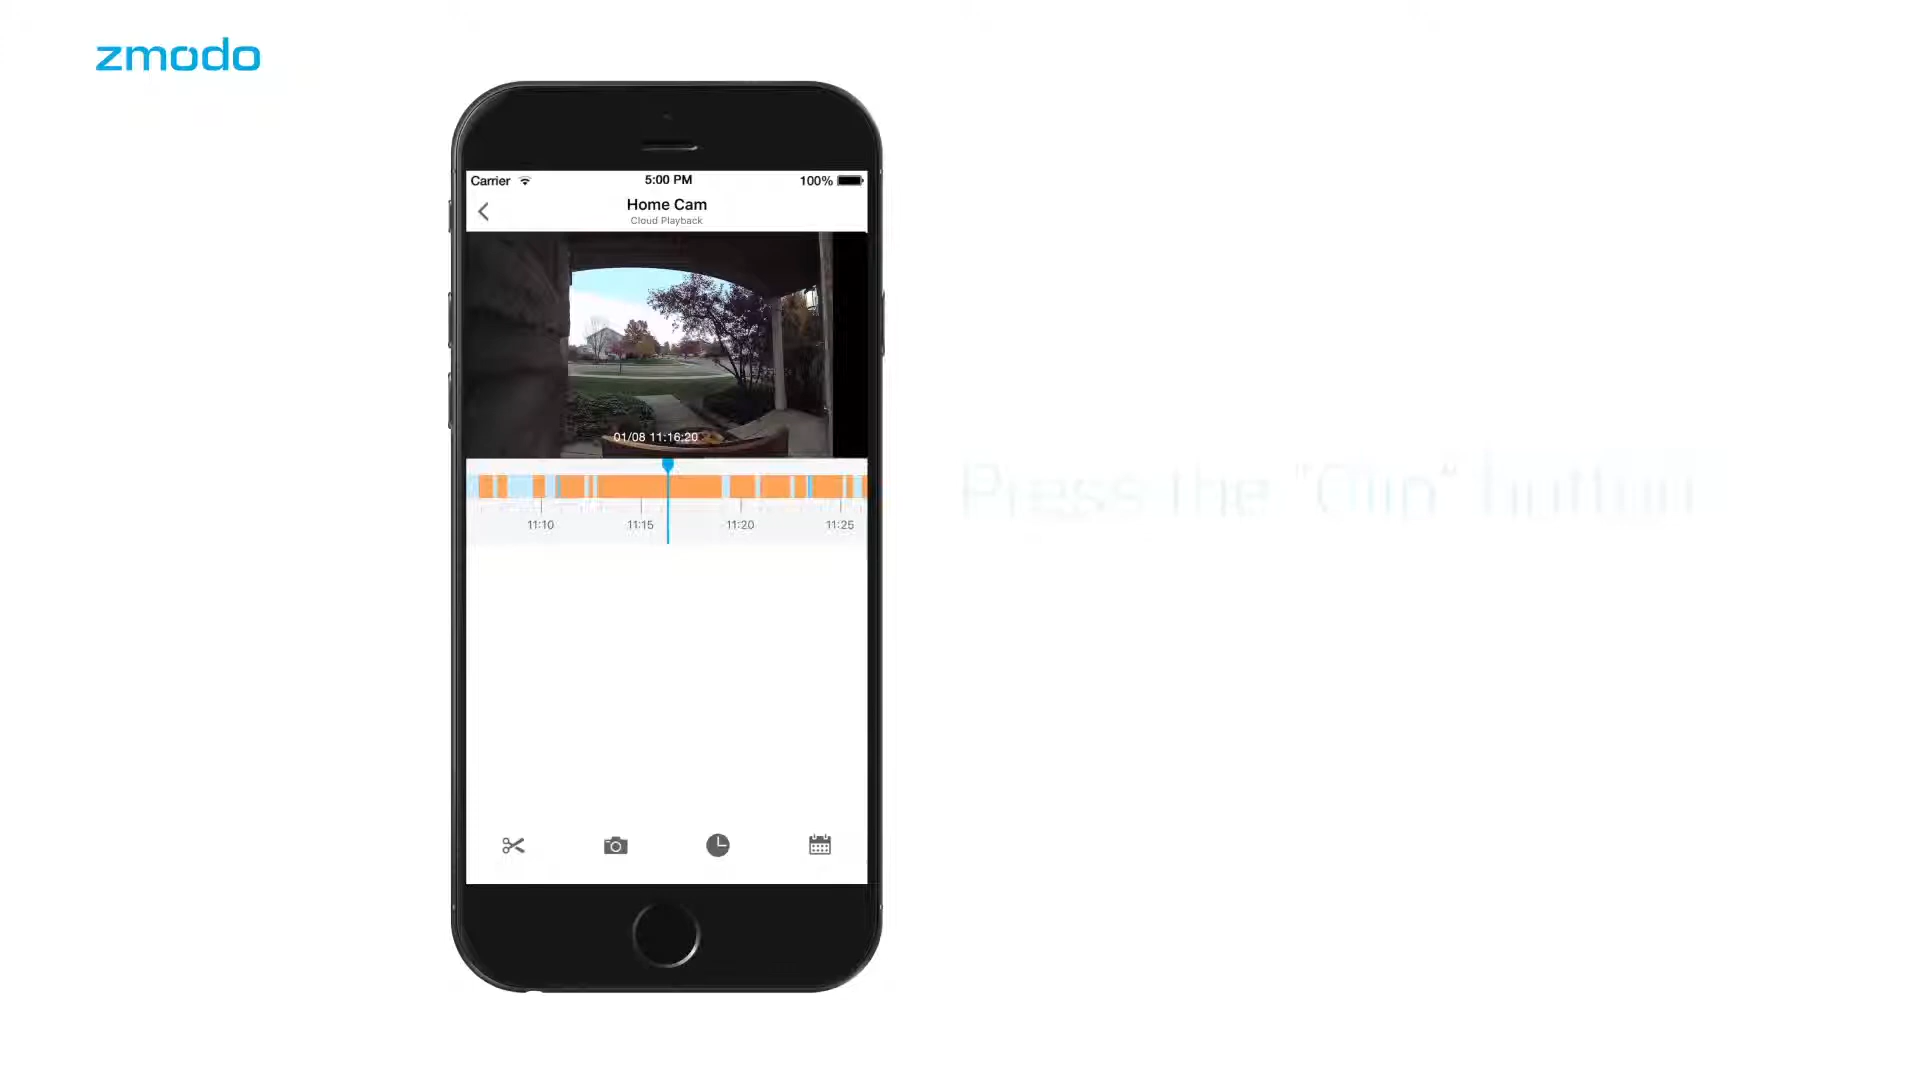 zmodo
Carrier 5:00 PM 100%
Home Cam
Cloud Playback
01/08 11:16:20
11:10 11:15 11:20 11:25
Press the "Clip" button